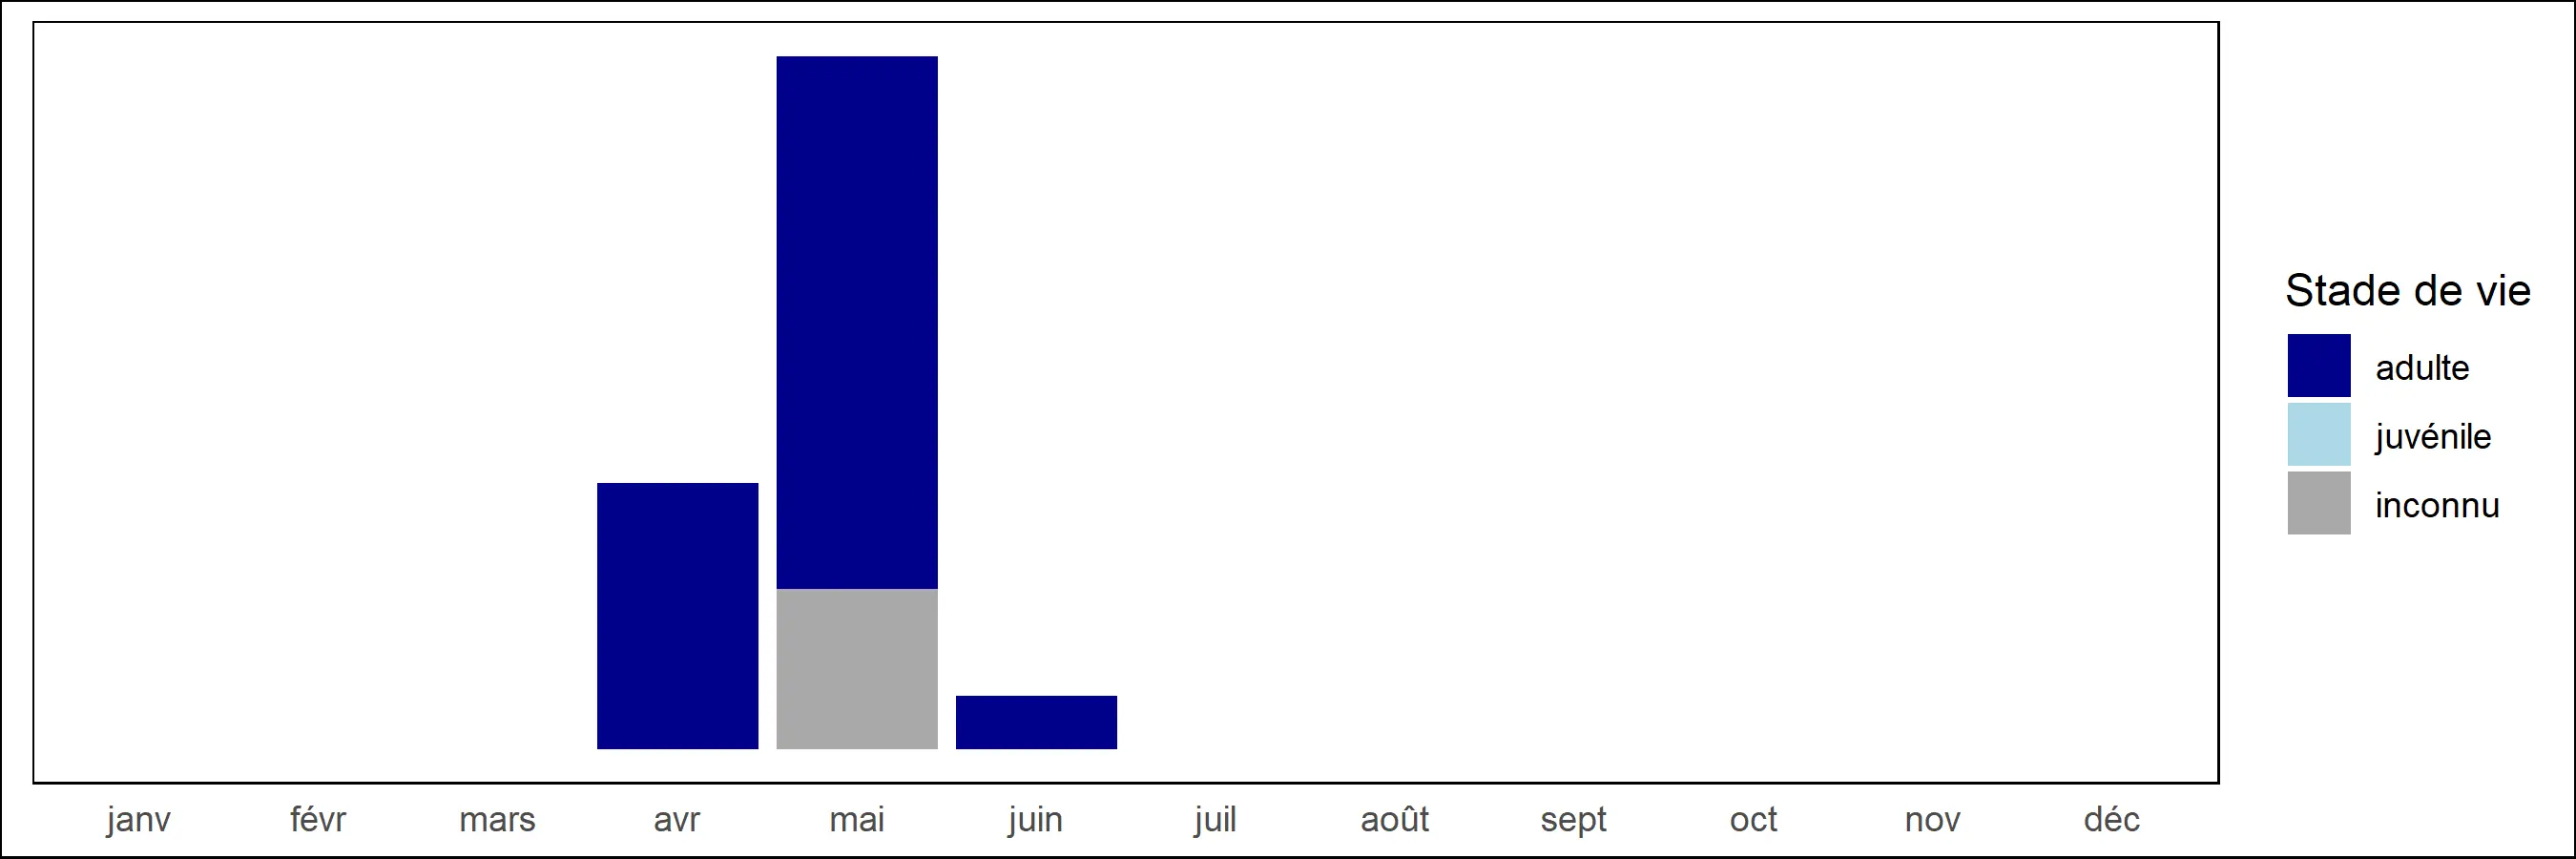 Stade de vie
adulte
juvénile
inconnu
janv févr mars avr mai juin juil août sept oct nov déc